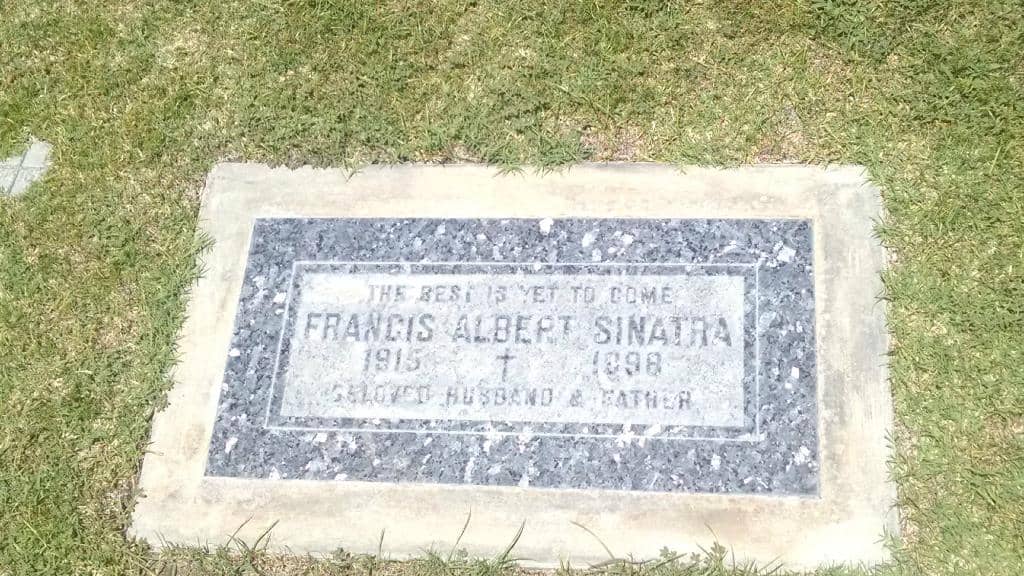 THE BEST IS YET TO COME
FRANCIS ALBERT SINATRA
1915 † 1998
BELOVED HUSBAND & FATHER